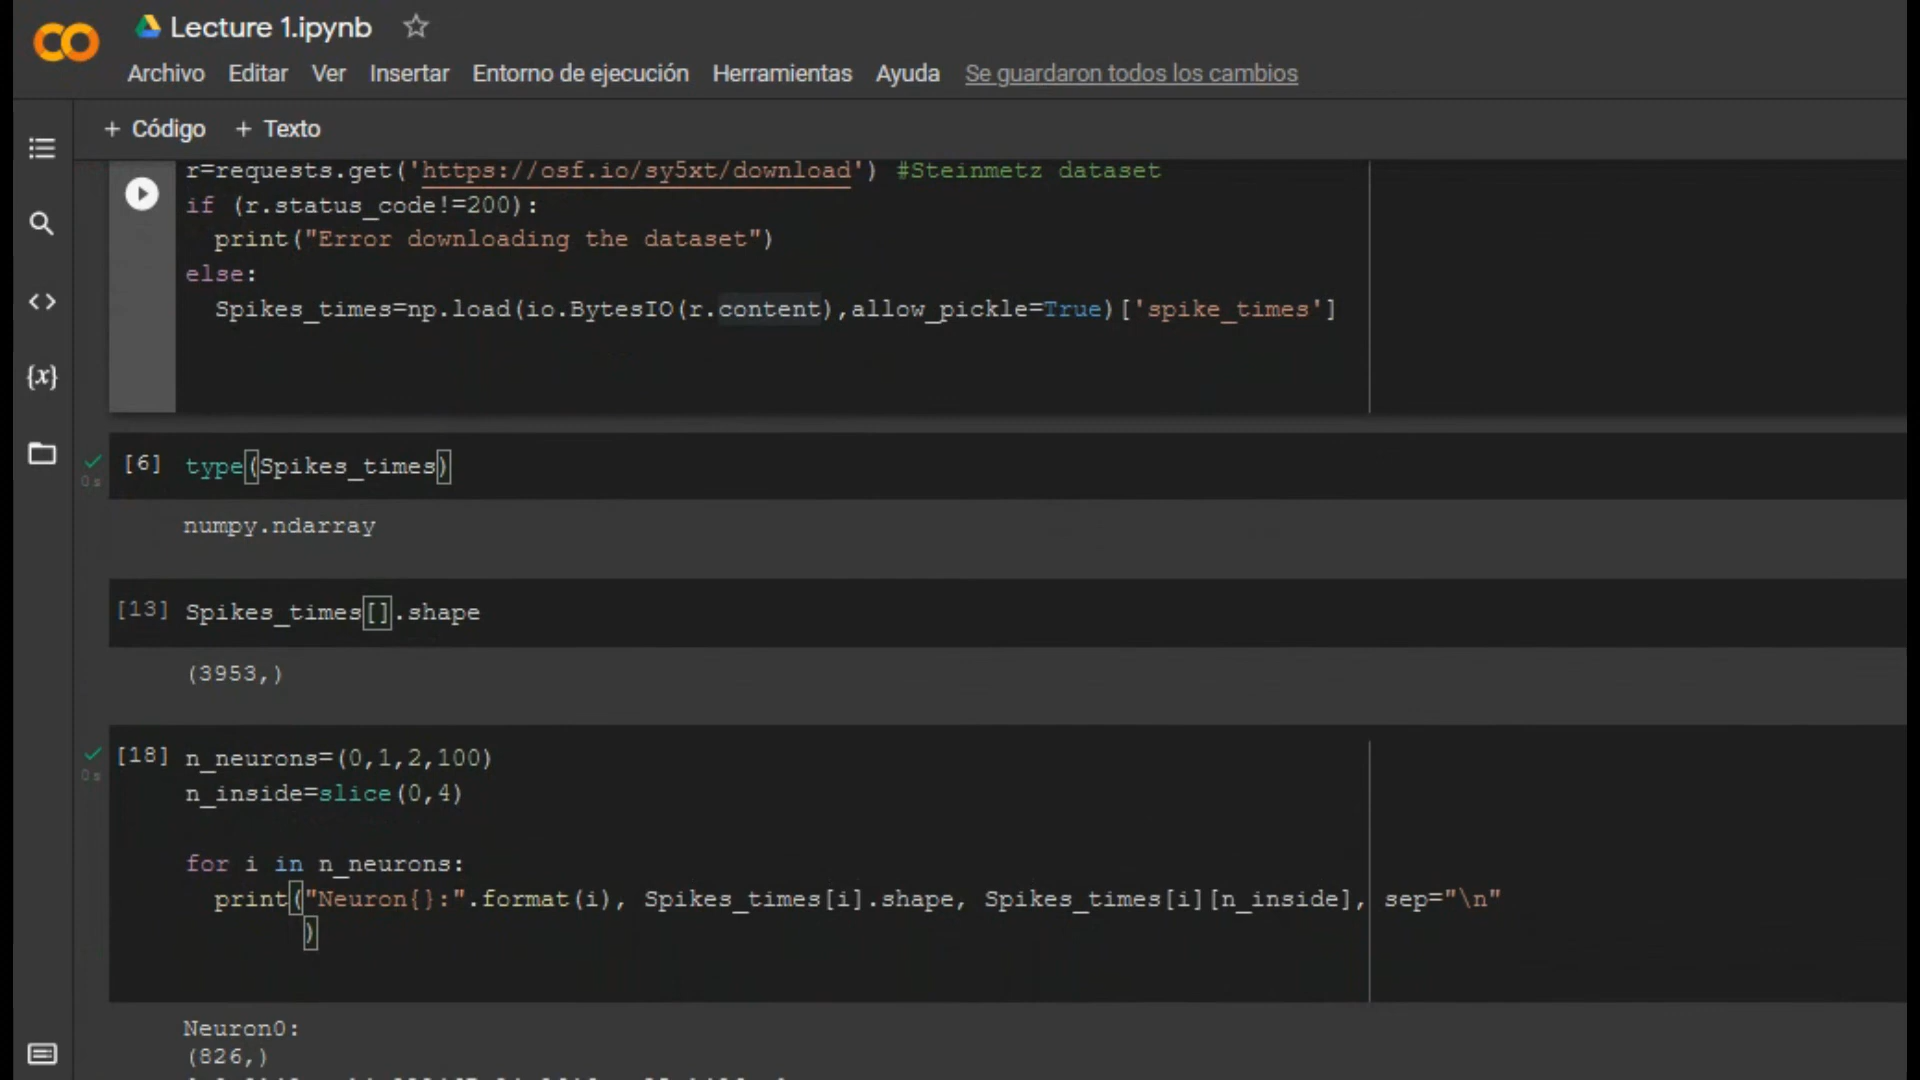 Lecture 1.ipynb
Archivo Editar Ver Insertar Entorno de ejecución Herramientas Ayuda Se guardaron todos los cambios
+ Código + Texto
r=requests.get('https://osf.io/sy5xt/download') #Steinmetz dataset
if (r.status_code!=200):
print("Error downloading the dataset")
else:
Spikes_times=np.load(io.BytesIO(r.content),allow_pickle=True)['spike_times']
[6] type(Spikes_times)
0 s
numpy.ndarray
[13] Spikes_times[].shape
(3953,)
[18] n_neurons=(0,1,2,100)
0 s
n_inside=slice(0,4)
for i in n_neurons:
print("Neuron{}:".format(i), Spikes_times[i].shape, Spikes_times[i][n_inside], sep="\n"
)
Neuron0:
(826,)